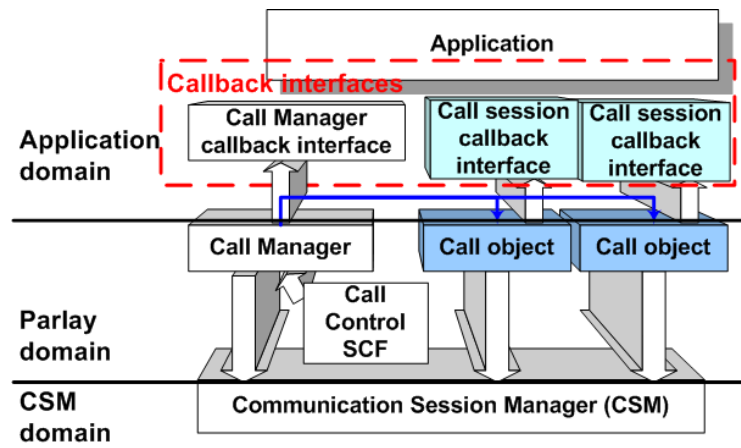 Application
Callback interfaces
Call Manager
callback interface
Call session
callback
interface
Call session
callback
interface
Application
domain
Call Manager
Call object
Call object
Call
Control
SCF
Parlay
domain
Communication Session Manager (CSM)
CSM
domain